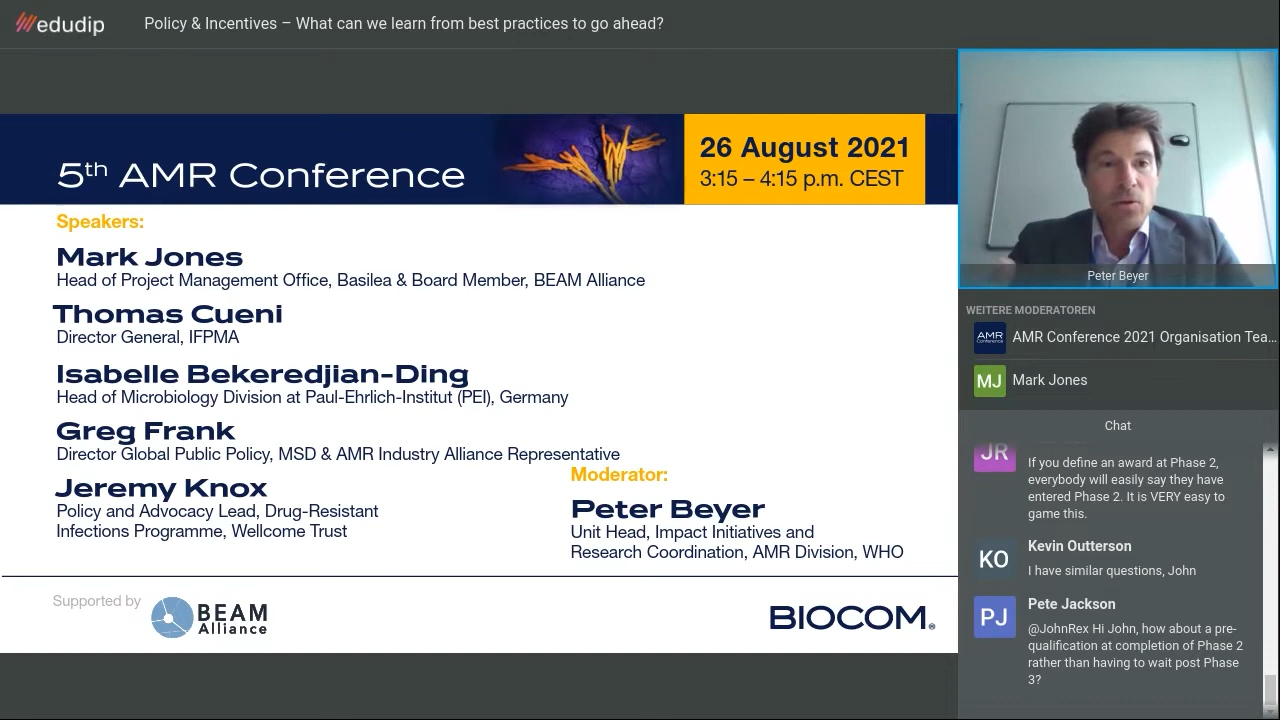 edudip
Policy & Incentives – What can we learn from best practices to go ahead?
5th AMR Conference
26 August 2021
3:15 – 4:15 p.m. CEST
Speakers:
Mark Jones
Head of Project Management Office, Basilea & Board Member, BEAM Alliance
Thomas Cueni
Director General, IFPMA
Isabelle Bekeredjian-Ding
Head of Microbiology Division at Paul-Ehrlich-Institut (PEI), Germany
Greg Frank
Director Global Public Policy, MSD & AMR Industry Alliance Representative
Jeremy Knox
Policy and Advocacy Lead, Drug-Resistant
Infections Programme, Wellcome Trust
Moderator:
Peter Beyer
Unit Head, Impact Initiatives and
Research Coordination, AMR Division, WHO
Supported by
BEAM
Alliance
BIOCOM®
Peter Beyer
WEITERE MODERATOREN
AMR
Conference
AMR Conference 2021 Organisation Tea...
MJ
Mark Jones
Chat
JR
If you define an award at Phase 2,
everybody will easily say they have
entered Phase 2. It is VERY easy to
game this.
KO
Kevin Outterson
I have similar questions, John
PJ
Pete Jackson
@JohnRex Hi John, how about a pre-
qualification at completion of Phase 2
rather than having to wait post Phase
3?